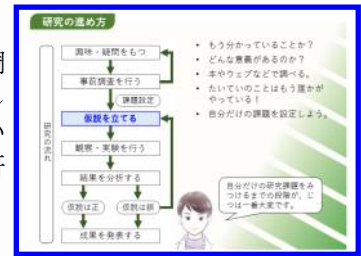 研究の進め方
興味・疑問をもつ
事前調査を行う
課題設定
仮説を立てる
観察・実験を行う
結果を分析する
仮説は正
仮説は誤
成果を発表する
研究の流れ
• もう分かっていることか？
• どんな意義があるのか？
• 本やウェブなどで調べる。
• たいていのことはもう誰かが
やっている！
• 自分だけの課題を設定しよう。
自分だけの研究課題をみ
つけるまでの段階が、じ
つは一番大変です。